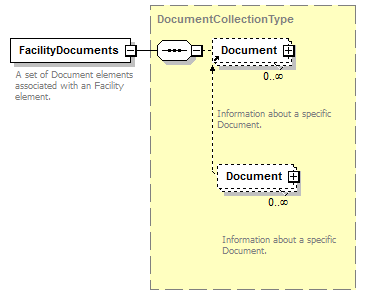 DocumentCollectionType
FacilityDocuments
Document
0..∞
A set of Document elements
associated with an Facility
element.
Information about a specific
Document.
Document
0..∞
Information about a specific
Document.